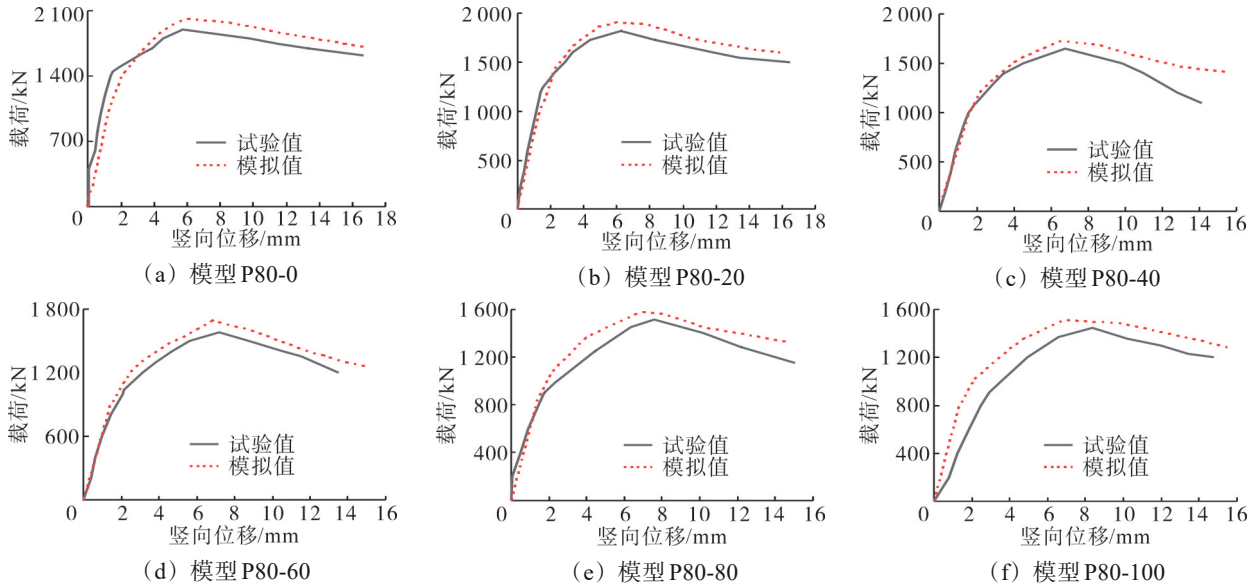 2 100
1 400
700
0 2 4 6 8 10 12 14 16 18
载荷/kN
竖向位移/mm
试验值
模拟值
(a) 模型P80-0
2 000
1 500
1 000
500
0 2 4 6 8 10 12 14 16 18
载荷/kN
竖向位移/mm
试验值
模拟值
(b) 模型P80-20
2 000
1 500
1 000
500
0 2 4 6 8 10 12 14 16
载荷/kN
竖向位移/mm
试验值
模拟值
(c) 模型P80-40
1 800
1 200
600
0 2 4 6 8 10 12 14 16
载荷/kN
竖向位移/mm
试验值
模拟值
(d) 模型P80-60
1 600
1 200
800
400
0 2 4 6 8 10 12 14 16
载荷/kN
竖向位移/mm
试验值
模拟值
(e) 模型P80-80
1 600
1 200
800
400
0 2 4 6 8 10 12 14 16
载荷/kN
竖向位移/mm
试验值
模拟值
(f) 模型P80-100